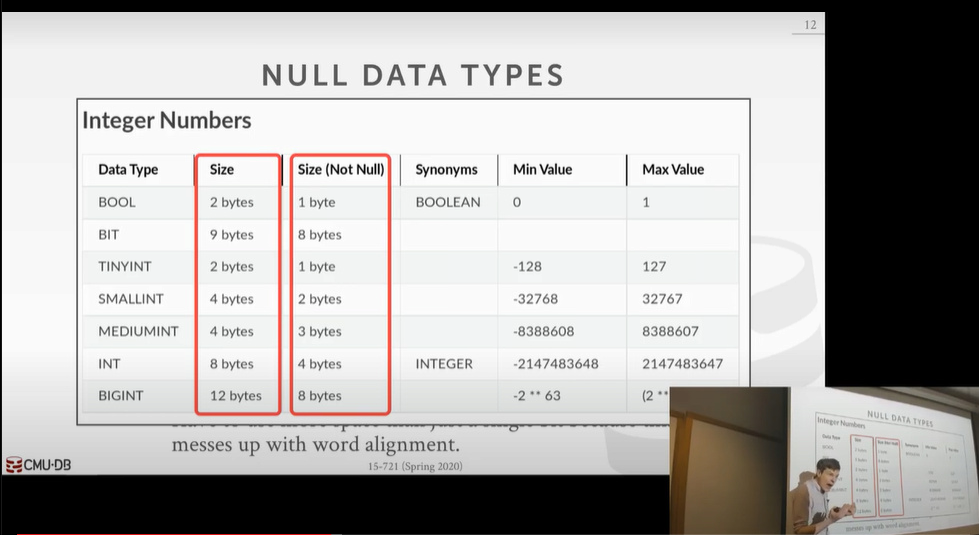 12
NULL DATA TYPES
Integer Numbers
Data Type Size Size (Not Null) Synonyms Min Value Max Value
BOOL 2 bytes 1 byte BOOLEAN 0 1
BIT 9 bytes 8 bytes
TINYINT 2 bytes 1 byte -128 127
SMALLINT 4 bytes 2 bytes -32768 32767
MEDIUMINT 4 bytes 3 bytes -8388608 8388607
INT 8 bytes 4 bytes INTEGER -2147483648 2147483647
BIGINT 12 bytes 8 bytes -2 ** 63 (2 **
messes up with word alignment.
CMU·DB
15-721 (Spring 2020)
NULL DATA TYPES
Integer Numbers
messes up with word alignment.